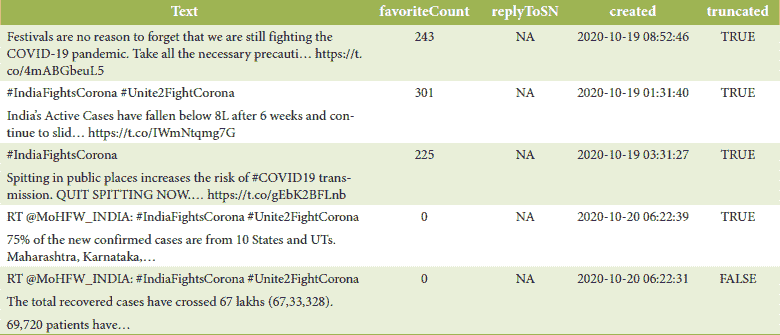 Text favoriteCount replyToSN created truncated
Festivals are no reason to forget that we are still fighting the 243 NA 2020-10-19 08:52:46 TRUE
COVID-19 pandemic. Take all the necessary precauti… https://t.
co/4mABGbeuL5
#IndiaFightsCorona #Unite2FightCorona 301 NA 2020-10-19 01:31:40 TRUE
India's Active Cases have fallen below 8L after 6 weeks and con-
tinue to slid… https://t.co/IWmNtqmg7G
#IndiaFightsCorona 225 NA 2020-10-19 03:31:27 TRUE
Spitting in public places increases the risk of #COVID19 trans-
mission. QUIT SPITTING NOW.… https://t.co/gEbK2BFLnb
RT @MoHFW_INDIA: #IndiaFightsCorona #Unite2FightCorona 0 NA 2020-10-20 06:22:39 TRUE
75% of the new confirmed cases are from 10 States and UTs.
Maharashtra, Karnataka,…
RT @MoHFW_INDIA: #IndiaFightsCorona #Unite2FightCorona 0 NA 2020-10-20 06:22:31 FALSE
The total recovered cases have crossed 67 lakhs (67,33,328).
69,720 patients have…